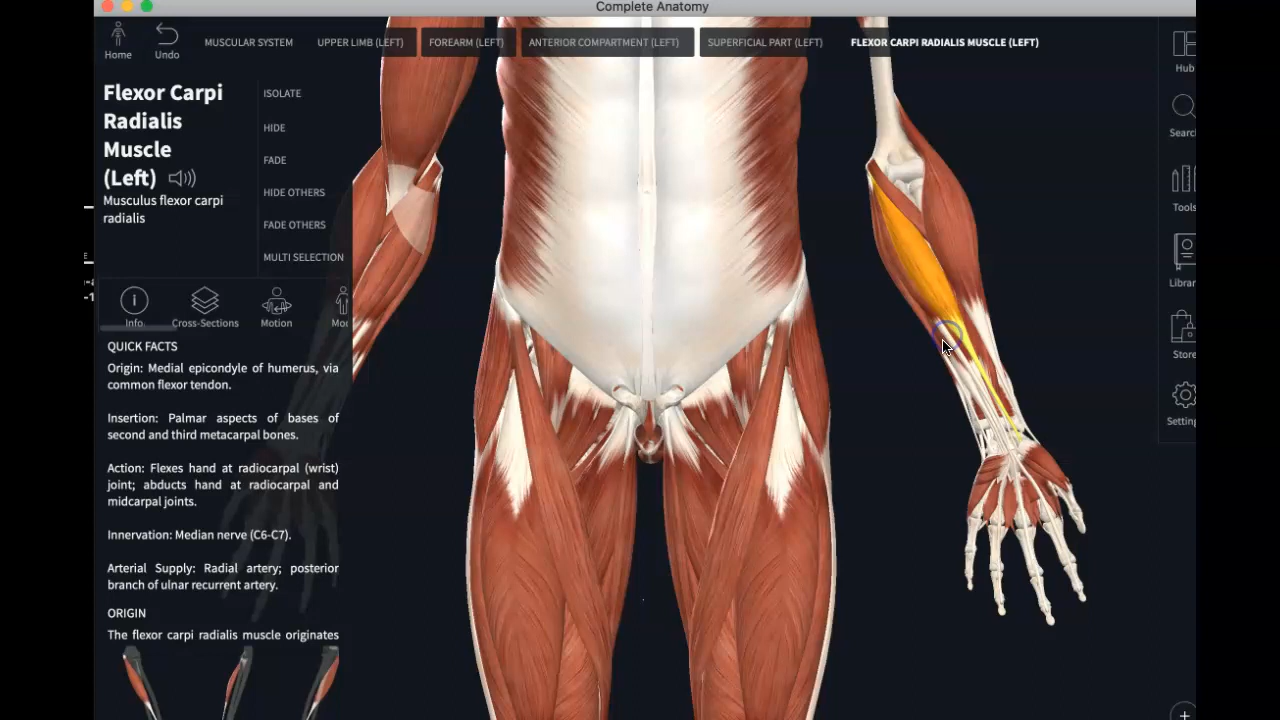 Complete Anatomy
Home
Undo
MUSCULAR SYSTEM
UPPER LIMB (LEFT)
FOREARM (LEFT)
ANTERIOR COMPARTMENT (LEFT)
SUPERFICIAL PART (LEFT)
FLEXOR CARPI RADIALIS MUSCLE (LEFT)
Flexor Carpi
Radialis
Muscle
(Left)
Musculus flexor carpi
radialis
ISOLATE
HIDE
FADE
HIDE OTHERS
FADE OTHERS
MULTI SELECTION
Info
Cross-Sections
Motion
QUICK FACTS
Origin: Medial epicondyle of humerus, via
common flexor tendon.
Insertion: Palmar aspects of bases of
second and third metacarpal bones.
Action: Flexes hand at radiocarpal (wrist)
joint; abducts hand at radiocarpal and
midcarpal joints.
Innervation: Median nerve (C6-C7).
Arterial Supply: Radial artery; posterior
branch of ulnar recurrent artery.
ORIGIN
The flexor carpi radialis muscle originates
Hub
Search
Tools
Librar
Store
Setting